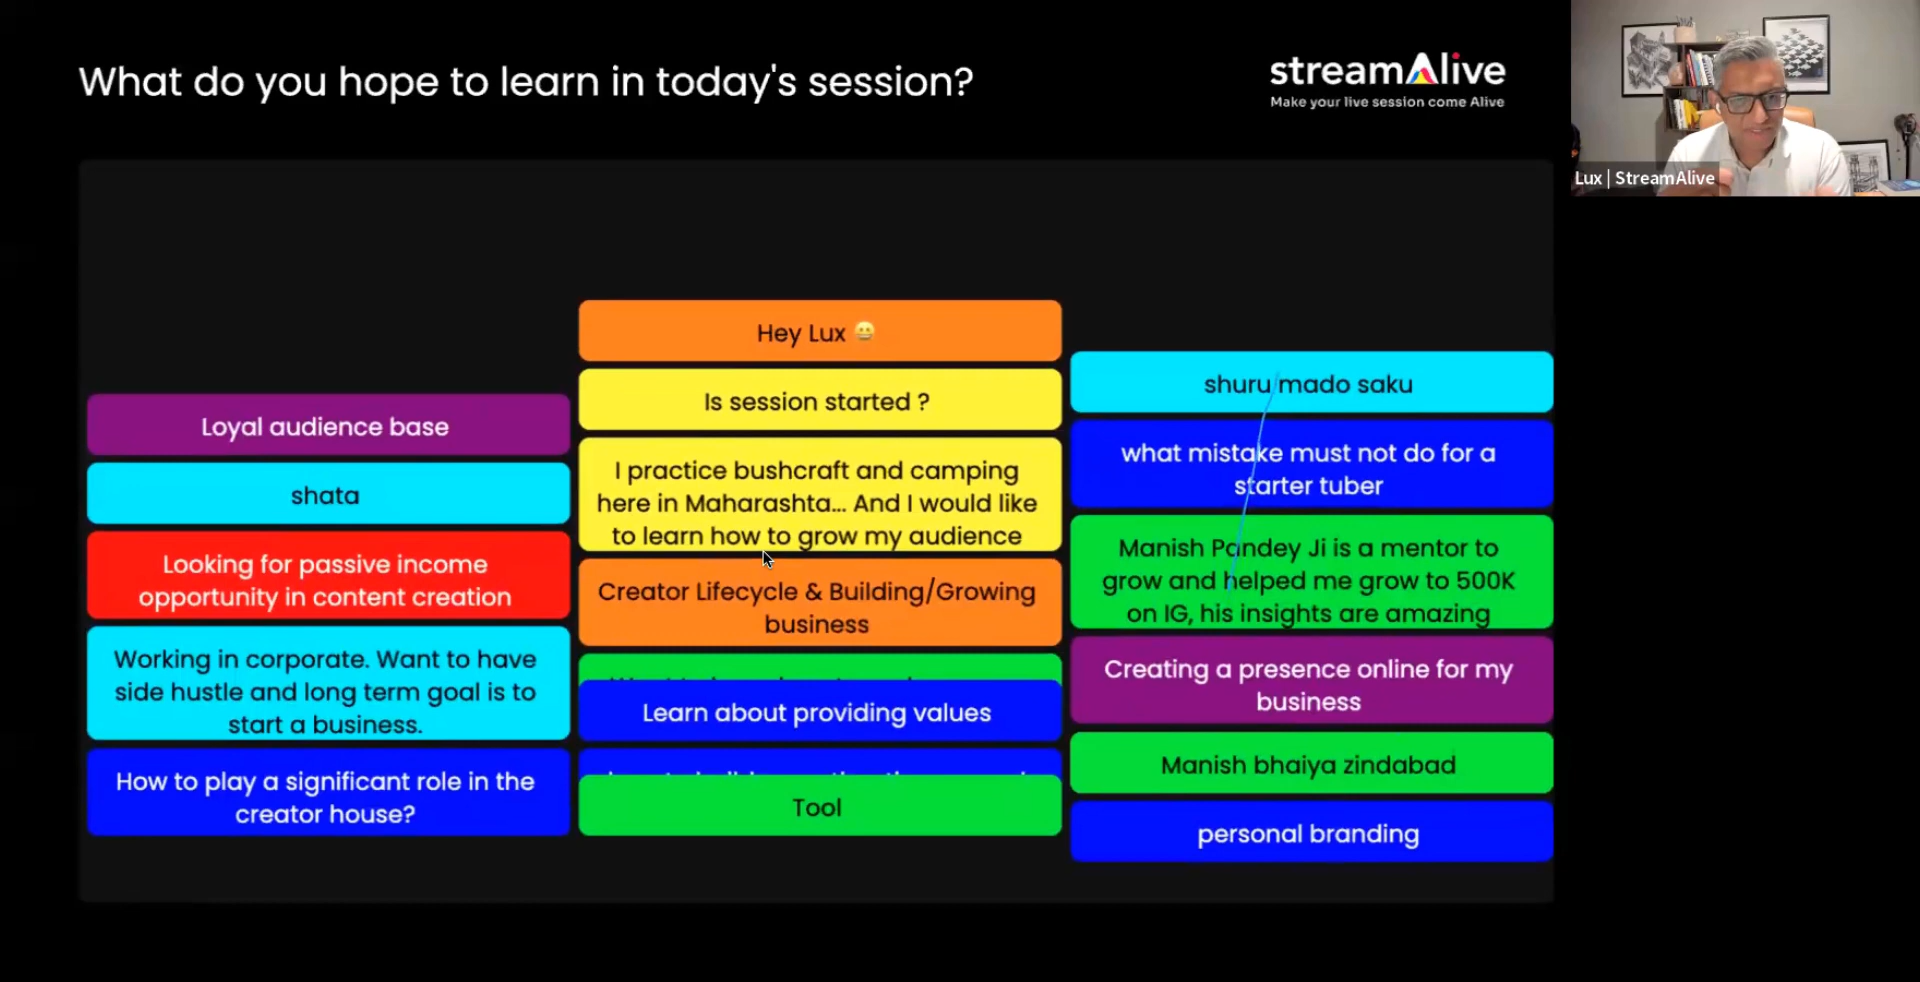 What do you hope to learn in today's session?
streamAlive
Make your live session come Alive
Lux | StreamAlive
Loyal audience base
shata
Looking for passive income
opportunity in content creation
Working in corporate. Want to have
side hustle and long term goal is to
start a business.
How to play a significant role in the
creator house?
Hey Lux 😀
Is session started ?
I practice bushcraft and camping
here in Maharashta... And I would like
to learn how to grow my audience
Creator Lifecycle & Building/Growing
business
Learn about providing values
Tool
shuru mado saku
what mistake must not do for a
starter tuber
Manish Pandey Ji is a mentor to
grow and helped me grow to 500K
on IG, his insights are amazing
Creating a presence online for my
business
Manish bhaiya zindabad
personal branding